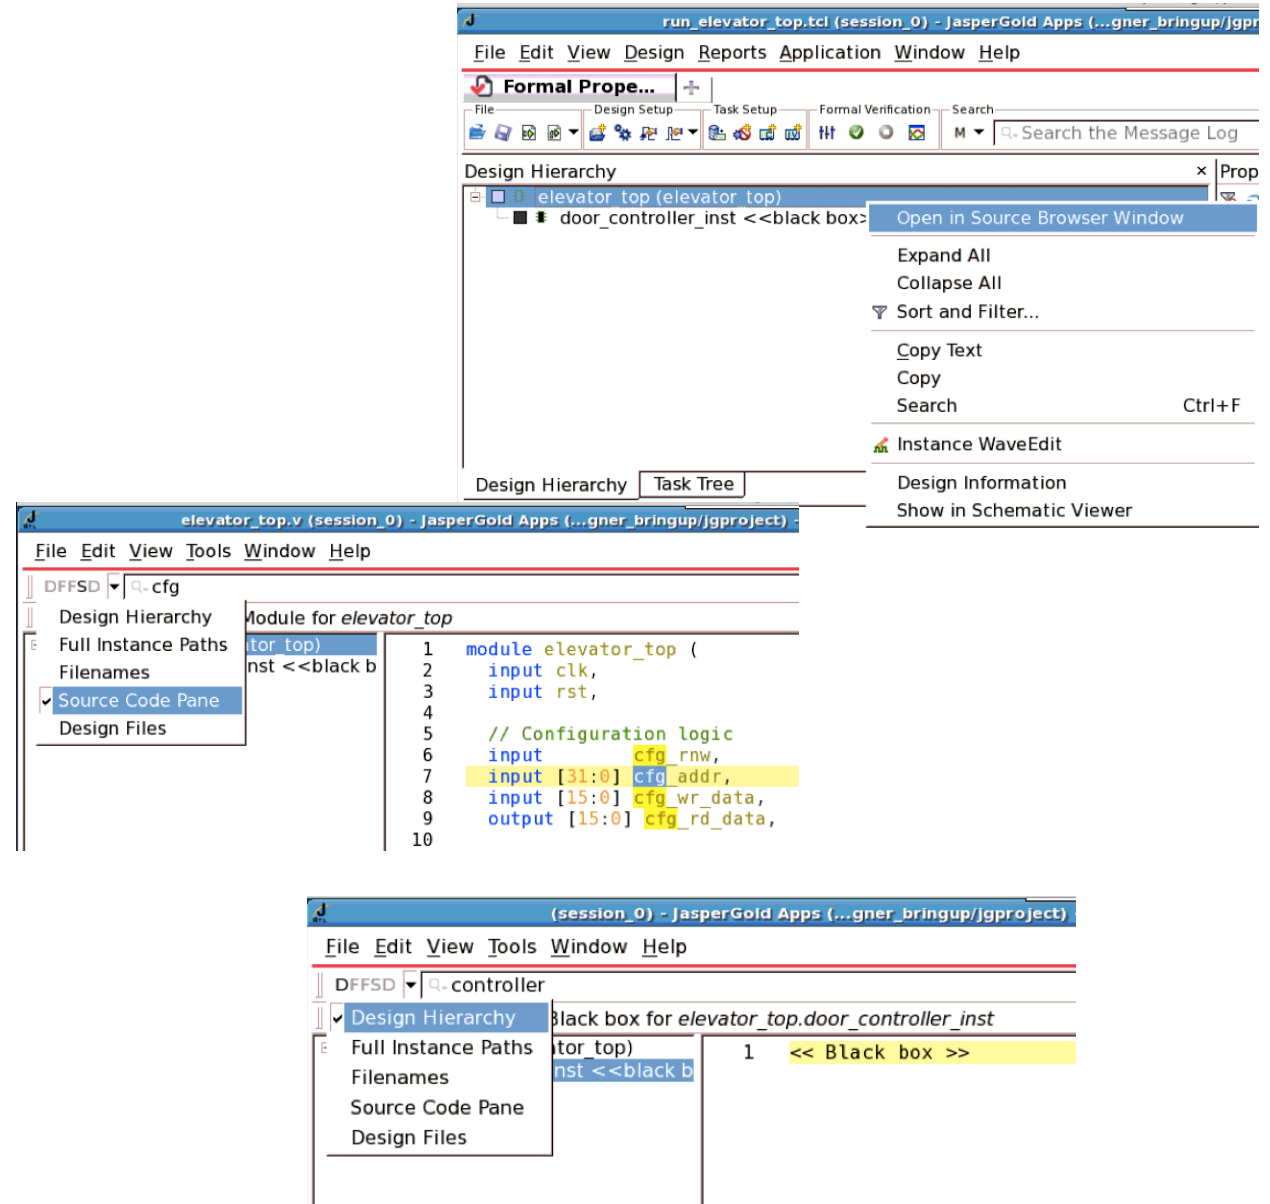 run_elevator_top.tcl (session_0) - JasperGold Apps (...gner_bringup/jgpr
File Edit View Design Reports Application Window Help
Formal Prope...
File Design Setup Task Setup Formal Verification Search
M Search the Message Log
Design Hierarchy × Prop
elevator_top (elevator_top)
door_controller_inst <<black box>
Open in Source Browser Window
Expand All
Collapse All
Sort and Filter...
Copy Text
Copy
Search Ctrl+F
Instance WaveEdit
Design Information
Show in Schematic Viewer
Design Hierarchy Task Tree
elevator_top.v (session_0) - JasperGold Apps (...gner_bringup/jgproject) -
File Edit View Tools Window Help
DFFSD cfg
Module for elevator_top
Design Hierarchy
Full Instance Paths
Filenames
Source Code Pane
Design Files
tor_top)
nst <<black b
1 module elevator_top (
2 input clk,
3 input rst,
4
5 // Configuration logic
6 input cfg_rnw,
7 input [31:0] cfg_addr,
8 input [15:0] cfg_wr_data,
9 output [15:0] cfg_rd_data,
10
(session_0) - JasperGold Apps (...gner_bringup/jgproject) -
File Edit View Tools Window Help
DFFSD controller
Black box for elevator_top.door_controller_inst
Design Hierarchy
Full Instance Paths
Filenames
Source Code Pane
Design Files
tor_top)
nst <<black b
1 << Black box >>